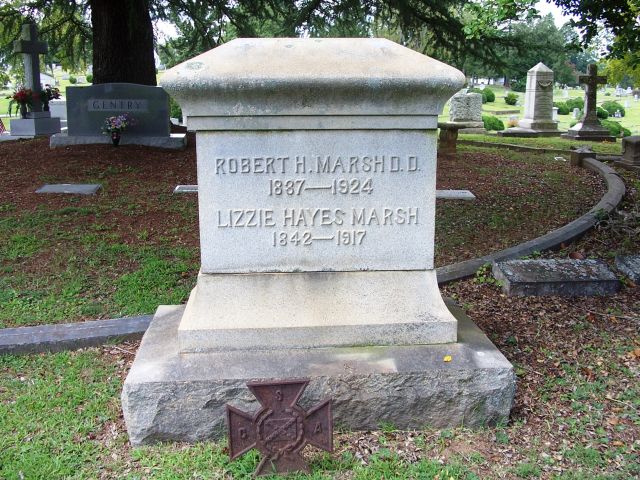 GENTRY
ROBERT H. MARSH D. D.
1837—1924
LIZZIE HAYES MARSH
1842—1917